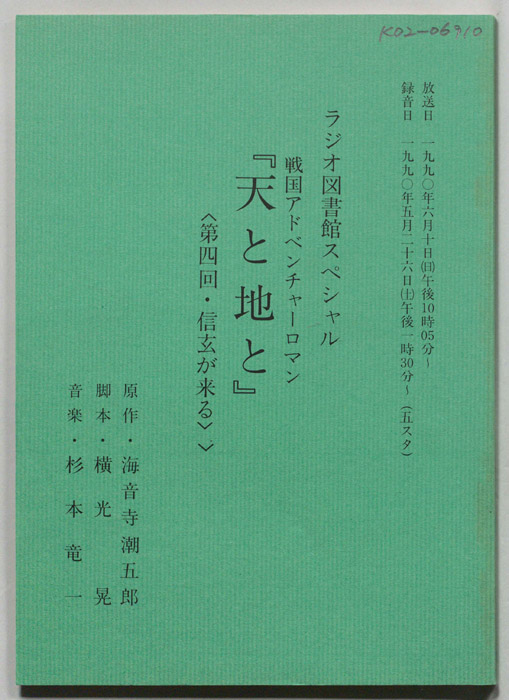 K02-06910
放送日 一九九〇年六月十日㈰午後10時05分～
録音日 一九九〇年五月二十六日㈯午後一時30分～(五スタ)
ラジオ図書館スペシャル
戦国アドベンチャーロマン
『天と地と』
〈第四回・信玄が来る〉〉
原作・海音寺潮五郎
脚本・横光 晃
音楽・杉本竜一